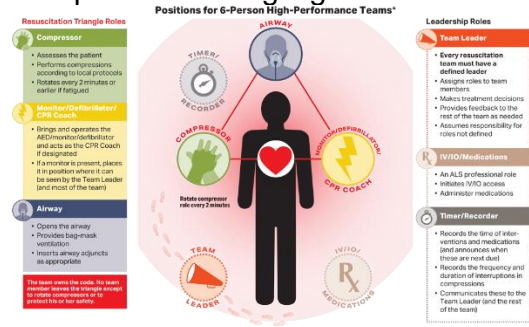 Positions for 6-Person High-Performance Teams*
Resuscitation Triangle Roles
Compressor
• Assesses the patient
• Performs compressions
according to local protocols
• Rotates every 2 minutes or
earlier if fatigued
Monitor/Defibrillator/
CPR Coach
• Brings and operates the
AED/monitor/defibrillator
and acts as the CPR Coach
if designated
• If a monitor is present, places
it in position where it can
be seen by the Team Leader
(and most of the team)
Airway
• Opens the airway
• Provides bag-mask
ventilation
• Inserts airway adjuncts
as appropriate
The team owns the code. No team
member leaves the triangle except
to rotate compressors or to
protect his or her safety.
AIRWAY
TIMER/
RECORDER
COMPRESSOR
MONITOR/DEFIBRILLATOR/
CPR COACH
Rotate compressor
role every 2 minutes
TEAM
LEADER
IV/IO/
MEDICATIONS
Rx
Leadership Roles
Team Leader
• Every resuscitation
team must have a
defined leader
• Assigns roles to team
members
• Makes treatment decisions
• Provides feedback to the
rest of the team as needed
• Assumes responsibility for
roles not defined
Rx
IV/IO/Medications
• An ALS professional role
• Initiates IV/IO access
• Administer medications
Timer/Recorder
• Records the time of inter-
ventions and medications
(and announces when
these are next due)
• Records the frequency and
duration of interruptions in
compressions
• Communicates these to the
Team Leader (and the rest
of the team)